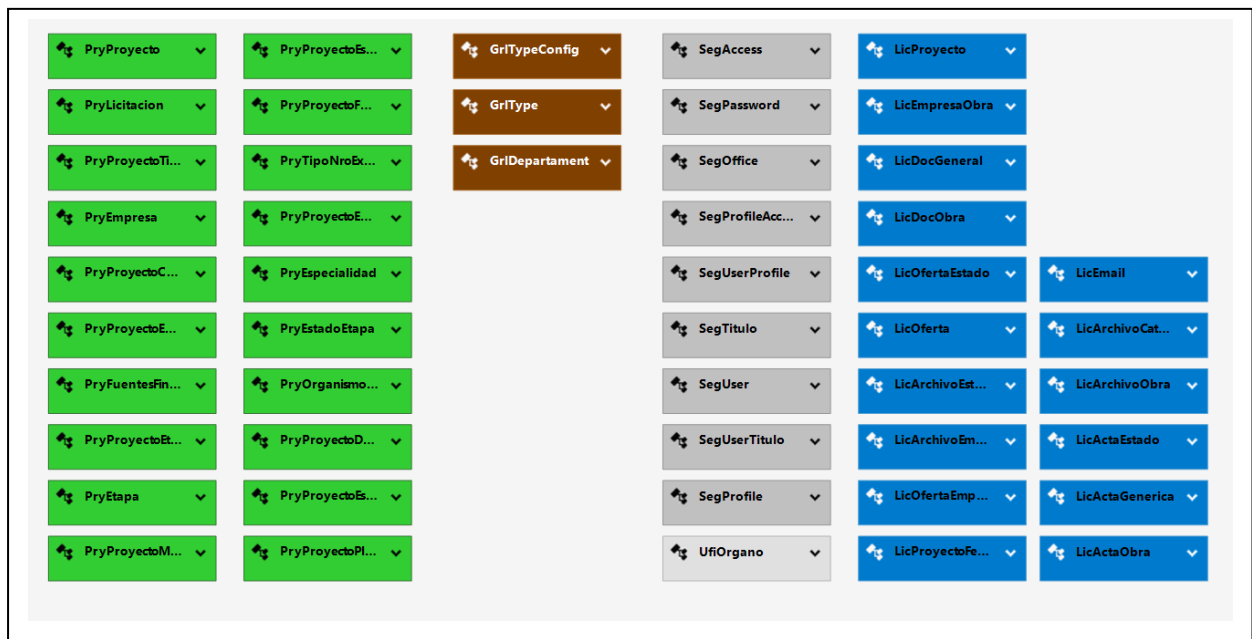 PryProyecto
PryProyectoEs...
GrlTypeConfig
SegAccess
LicProyecto
PryLicitacion
PryProyectoF...
GrlType
SegPassword
LicEmpresaObra
PryProyectoTi...
PryTipoNroEx...
GrlDepartament
SegOffice
LicDocGeneral
PryEmpresa
PryProyectoE...
SegProfileAcc...
LicDocObra
PryProyectoC...
PryEspecialidad
SegUserProfile
LicOfertaEstado
LicEmail
PryProyectoE...
PryEstadoEtapa
SegTitulo
LicOferta
LicArchivoCat...
PryFuentesFin...
PryOrganismo...
SegUser
LicArchivoEst...
LicArchivoObra
PryProyectoEt...
PryProyectoD...
SegUserTitulo
LicArchivoEm...
LicActaEstado
PryEtapa
PryProyectoEs...
SegProfile
LicOfertaEmp...
LicActaGenerica
PryProyectoM...
PryProyectoPl...
UfiOrgano
LicProyectoFe...
LicActaObra